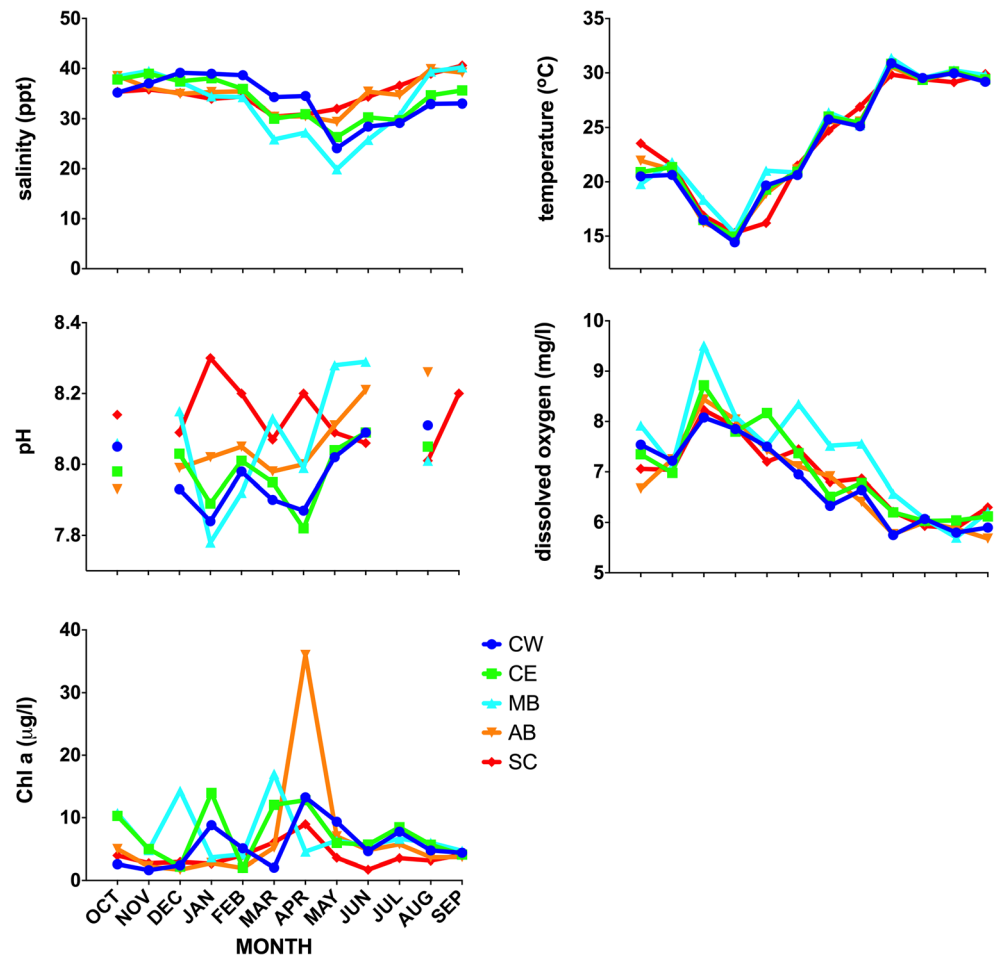 salinity (ppt)
50
40
30
20
10
0
temperature (ºC)
30
25
20
15
pH
8.4
8.2
8.0
7.8
dissolved oxygen (mg/l)
10
9
8
7
6
5
Chl a (µg/l)
40
30
20
10
0
OCT
NOV
DEC
JAN
FEB
MAR
APR
MAY
JUN
JUL
AUG
SEP
MONTH
CW
CE
MB
AB
SC